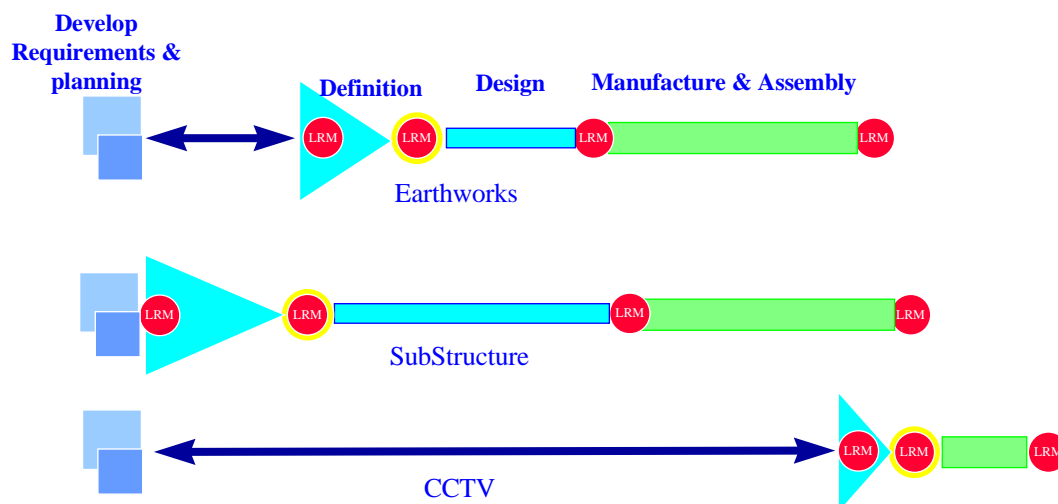 Develop
Requirements &
planning
Definition
Design
Manufacture & Assembly
LRM
LRM
LRM
LRM
Earthworks
LRM
LRM
LRM
LRM
SubStructure
LRM
LRM
LRM
CCTV